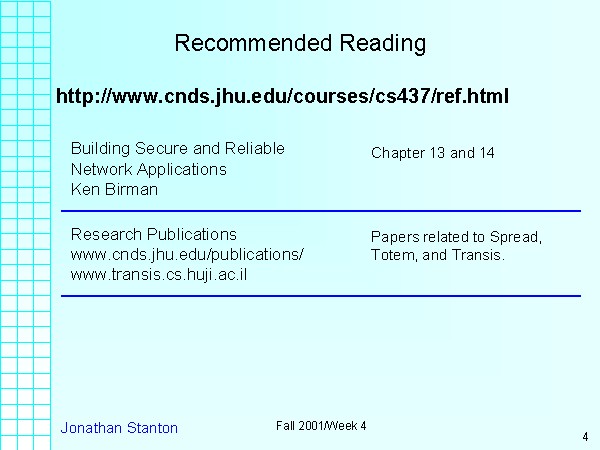 Recommended Reading
http://www.cnds.jhu.edu/courses/cs437/ref.html
Building Secure and Reliable
Network Applications
Ken Birman
Chapter 13 and 14
Research Publications
www.cnds.jhu.edu/publications/
www.transis.cs.huji.ac.il
Papers related to Spread,
Totem, and Transis.
Jonathan Stanton
Fall 2001/Week 4
4